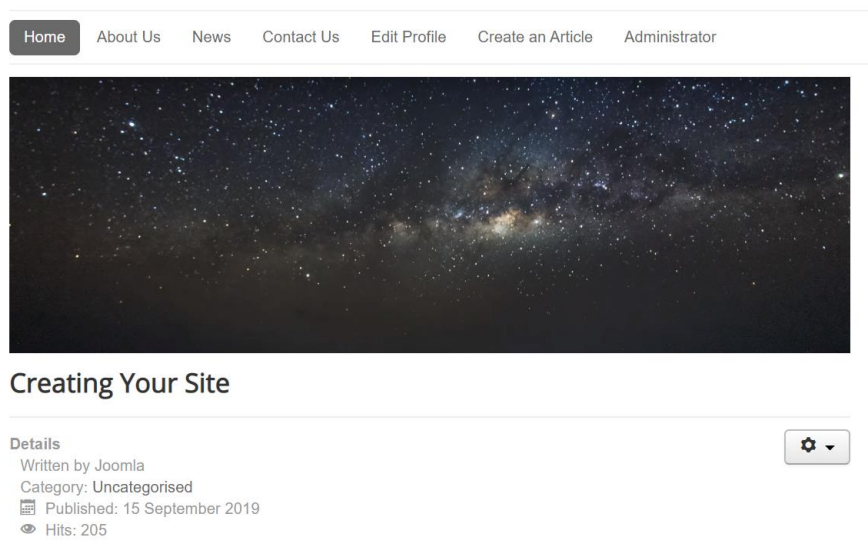 Home About Us News Contact Us Edit Profile Create an Article Administrator
Creating Your Site
Details
Written by Joomla
Category: Uncategorised
Published: 15 September 2019
Hits: 205